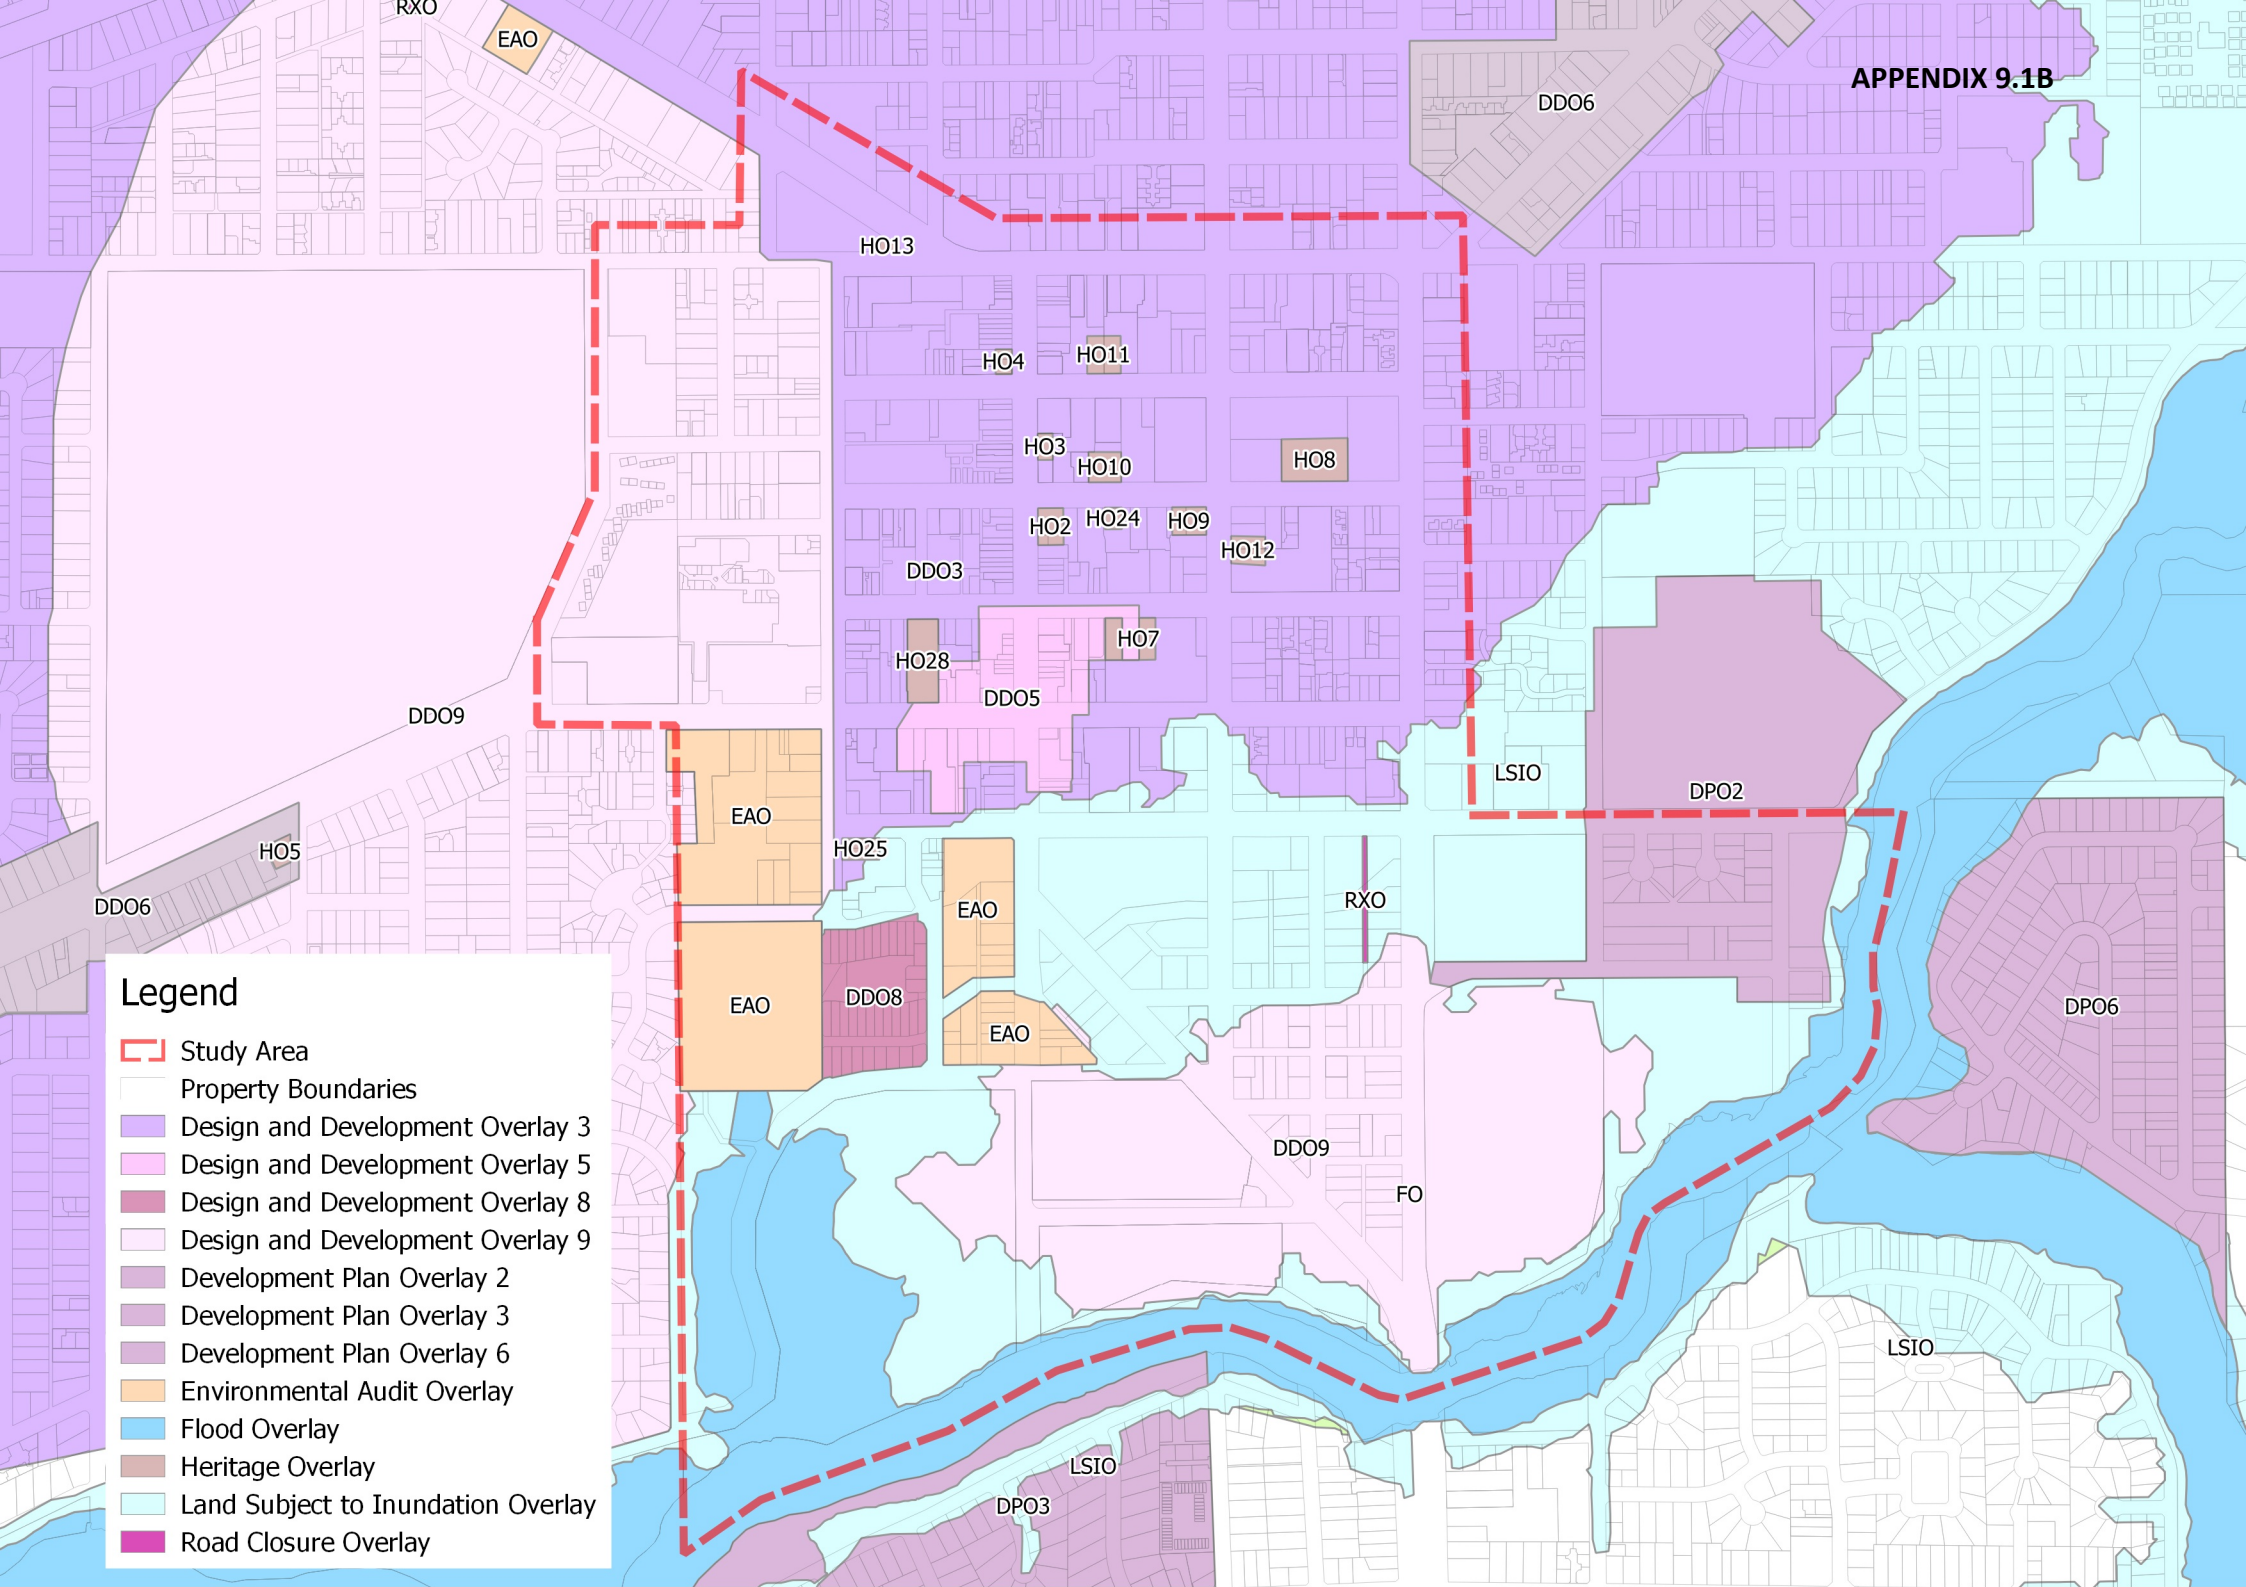 RXO
EAO
APPENDIX 9.1B
DDO6
HO13
HO4
HO11
HO3
HO10
HO8
HO2
HO24
HO9
HO12
DDO3
HO7
HO28
DDO5
DDO9
LSIO
DPO2
EAO
HO5
HO25
RXO
DDO6
EAO
EAO
DDO8
EAO
DPO6
DDO9
FO
LSIO
LSIO
DPO3
Legend
Study Area
Property Boundaries
Design and Development Overlay 3
Design and Development Overlay 5
Design and Development Overlay 8
Design and Development Overlay 9
Development Plan Overlay 2
Development Plan Overlay 3
Development Plan Overlay 6
Environmental Audit Overlay
Flood Overlay
Heritage Overlay
Land Subject to Inundation Overlay
Road Closure Overlay